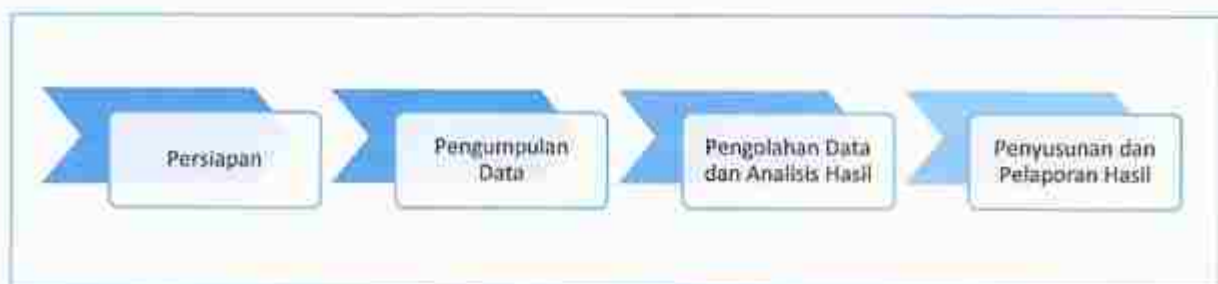 Persiapan
Pengumpulan
Data
Pengolahan Data
dan Analisis Hasil
Penyusunan dan
Pelaporan Hasil